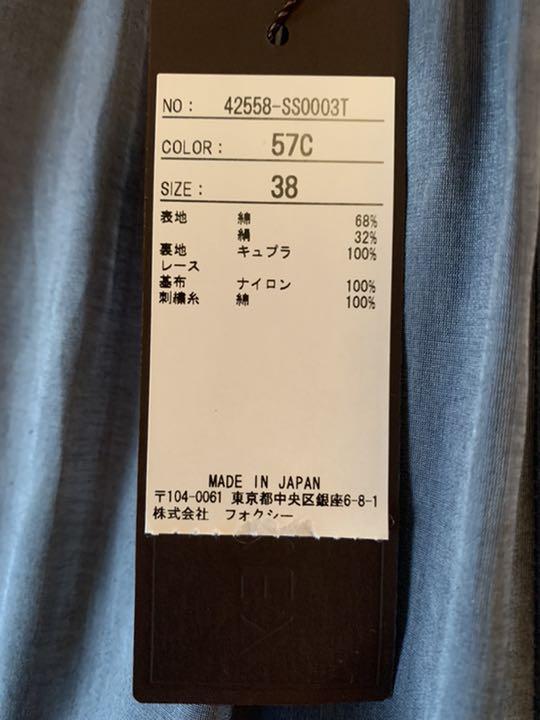 NO: 42558-SS0003T
COLOR: 57C
SIZE: 38
表地 綿 68%
絹 32%
裏地 キュプラ 100%
レース
基布 ナイロン 100%
刺繍糸 綿 100%
MADE IN JAPAN
〒104-0061 東京都中央区銀座6-8-1
株式会社 フォクシー